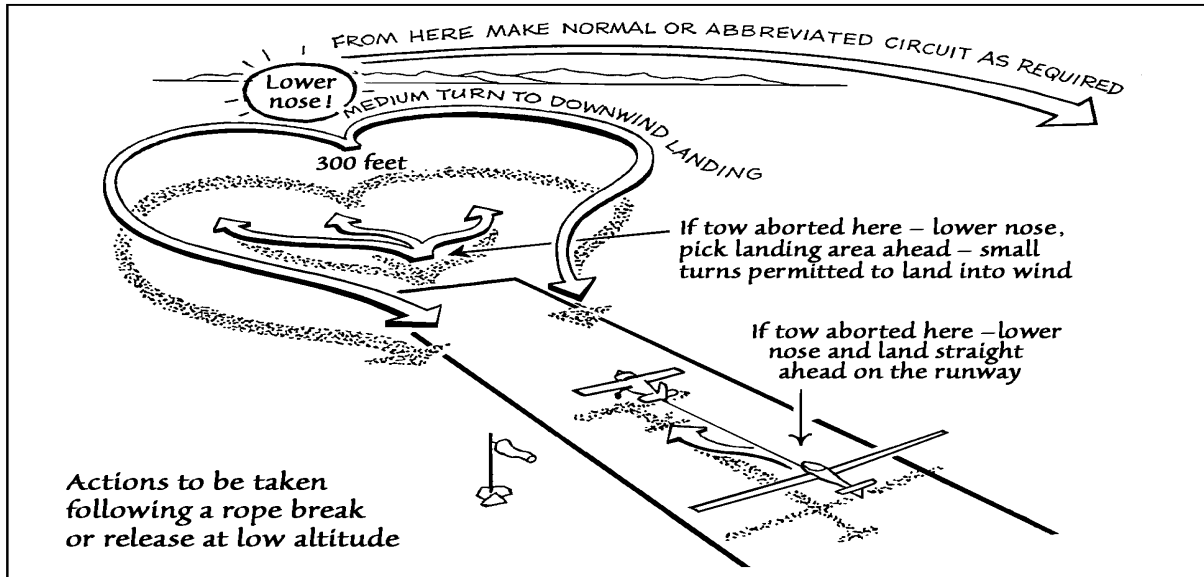 FROM HERE MAKE NORMAL OR ABBREVIATED CIRCUIT AS REQUIRED
Lower
nose!
MEDIUM TURN TO DOWNWIND LANDING
300 feet
If tow aborted here – lower nose,
pick landing area ahead – small
turns permitted to land into wind
If tow aborted here – lower
nose and land straight
ahead on the runway
Actions to be taken
following a rope break
or release at low altitude